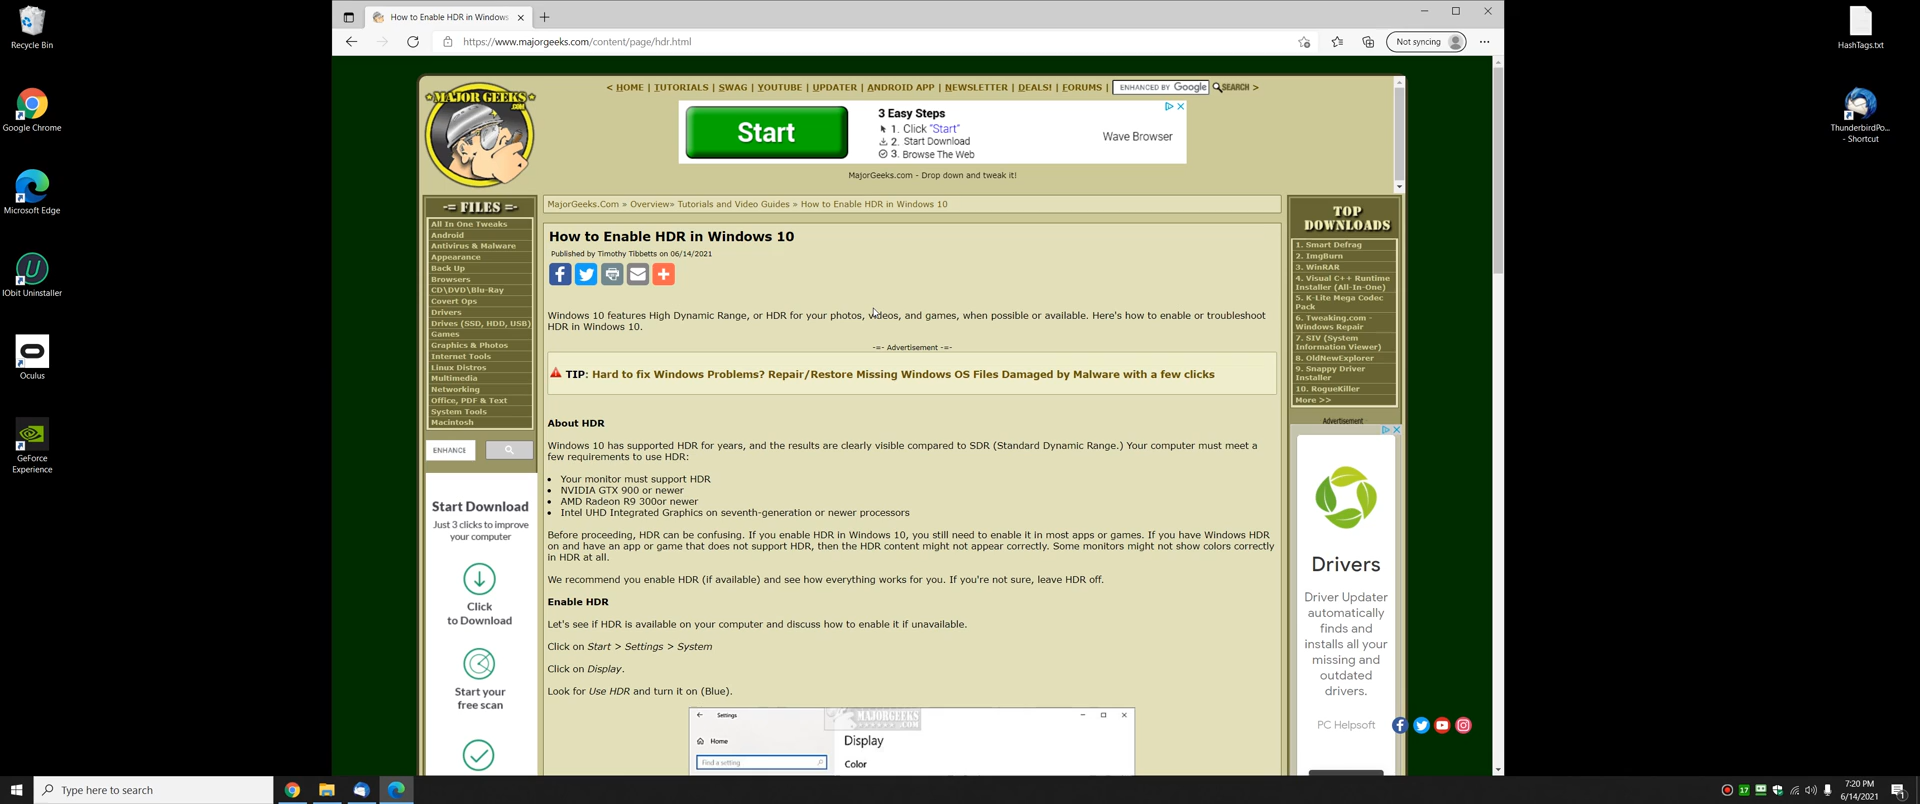 Recycle Bin
Google Chrome
Microsoft Edge
IObit Uninstaller
Oculus
GeForce
Experience
HashTags.txt
ThunderbirdPo...
- Shortcut
How to Enable HDR in Windows
https://www.majorgeeks.com/content/page/hdr.html
Not syncing
MAJOR GEEKS
.COM
< HOME | TUTORIALS | SWAG | YOUTUBE | UPDATER | ANDROID APP | NEWSLETTER | DEALS! | FORUMS | ENHANCED BY Google SEARCH >
Start
3 Easy Steps
1. Click "Start"
2. Start Download
3. Browse The Web
Wave Browser
MajorGeeks.com - Drop down and tweak it!
-= FILES =-
All In One Tweaks
Android
Antivirus & Malware
Appearance
Back Up
Browsers
CD\DVD\Blu-Ray
Covert Ops
Drivers
Drives (SSD, HDD, USB)
Games
Graphics & Photos
Internet Tools
Linux Distros
Multimedia
Networking
Office, PDF & Text
System Tools
Macintosh
ENHANCE
Start Download
Just 3 clicks to improve
your computer
Click
to Download
Start your
free scan
MajorGeeks.Com » Overview» Tutorials and Video Guides » How to Enable HDR in Windows 10
How to Enable HDR in Windows 10
Published by Timothy Tibbetts on 06/14/2021
Windows 10 features High Dynamic Range, or HDR for your photos, videos, and games, when possible or available. Here's how to enable or troubleshoot
HDR in Windows 10.
-=- Advertisement -=-
TIP: Hard to fix Windows Problems? Repair/Restore Missing Windows OS Files Damaged by Malware with a few clicks
About HDR
Windows 10 has supported HDR for years, and the results are clearly visible compared to SDR (Standard Dynamic Range.) Your computer must meet a
few requirements to use HDR:
• Your monitor must support HDR
• NVIDIA GTX 900 or newer
• AMD Radeon R9 300or newer
• Intel UHD Integrated Graphics on seventh-generation or newer processors
Before proceeding, HDR can be confusing. If you enable HDR in Windows 10, you still need to enable it in most apps or games. If you have Windows HDR
on and have an app or game that does not support HDR, then the HDR content might not appear correctly. Some monitors might not show colors correctly
in HDR at all.
We recommend you enable HDR (if available) and see how everything works for you. If you're not sure, leave HDR off.
Enable HDR
Let's see if HDR is available on your computer and discuss how to enable it if unavailable.
Click on Start > Settings > System
Click on Display.
Look for Use HDR and turn it on (Blue).
Settings
MAJORGEEKS
.COM
Home
Find a setting
Display
Color
TOP
DOWNLOADS
1. Smart Defrag
2. ImgBurn
3. WinRAR
4. Visual C++ Runtime
Installer (All-In-One)
5. K-Lite Mega Codec
Pack
6. Tweaking.com -
Windows Repair
7. SIV (System
Information Viewer)
8. OldNewExplorer
9. Snappy Driver
Installer
10. RogueKiller
More >>
Advertisement
Drivers
Driver Updater
automatically
finds and
installs all your
missing and
outdated
drivers.
PC Helpsoft
Type here to search
17
7:20 PM
6/14/2021
1